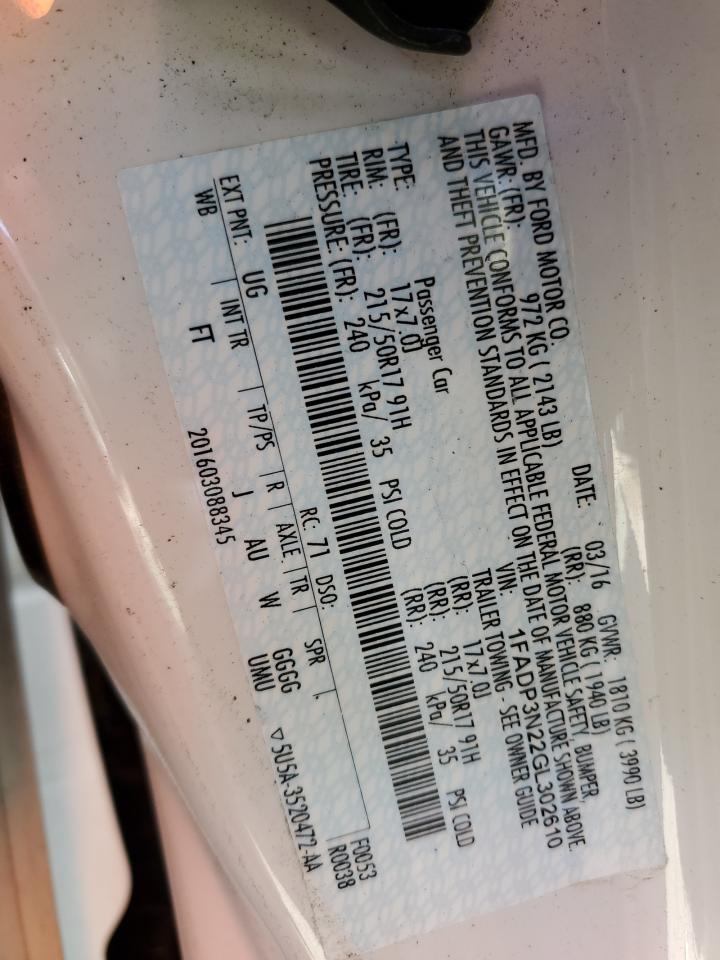 MFD. BY FORD MOTOR CO.
DATE: 03/16 GVWR: 1810 KG ( 3990 LB)
GAWR: (FR): 972 KG ( 2143 LB) (RR): 880 KG ( 1940 LB)
THIS VEHICLE CONFORMS TO ALL APPLICABLE FEDERAL MOTOR VEHICLE SAFETY, BUMPER,
AND THEFT PREVENTION STANDARDS IN EFFECT ON THE DATE OF MANUFACTURE SHOWN ABOVE.
VIN: 1FADP3N22GL302610
TYPE: Passenger Car TRAILER TOWING - SEE OWNER GUIDE
RIM: (FR): 17x7.0J (RR): 17x7.0J
TIRE: (FR): 215/50R17 91H (RR): 215/50R17 91H
PRESSURE: (FR): 240 kPa/ 35 PSI COLD (RR): 240 kPa/ 35 PSI COLD
F0053
EXT PNT: UG RC: 71 DSO: R0038
WB INT TR TP/PS R AXLE TR SPR
FT J AU W GGGG
201603088345 UMU ▽5U5A-3520472-AA